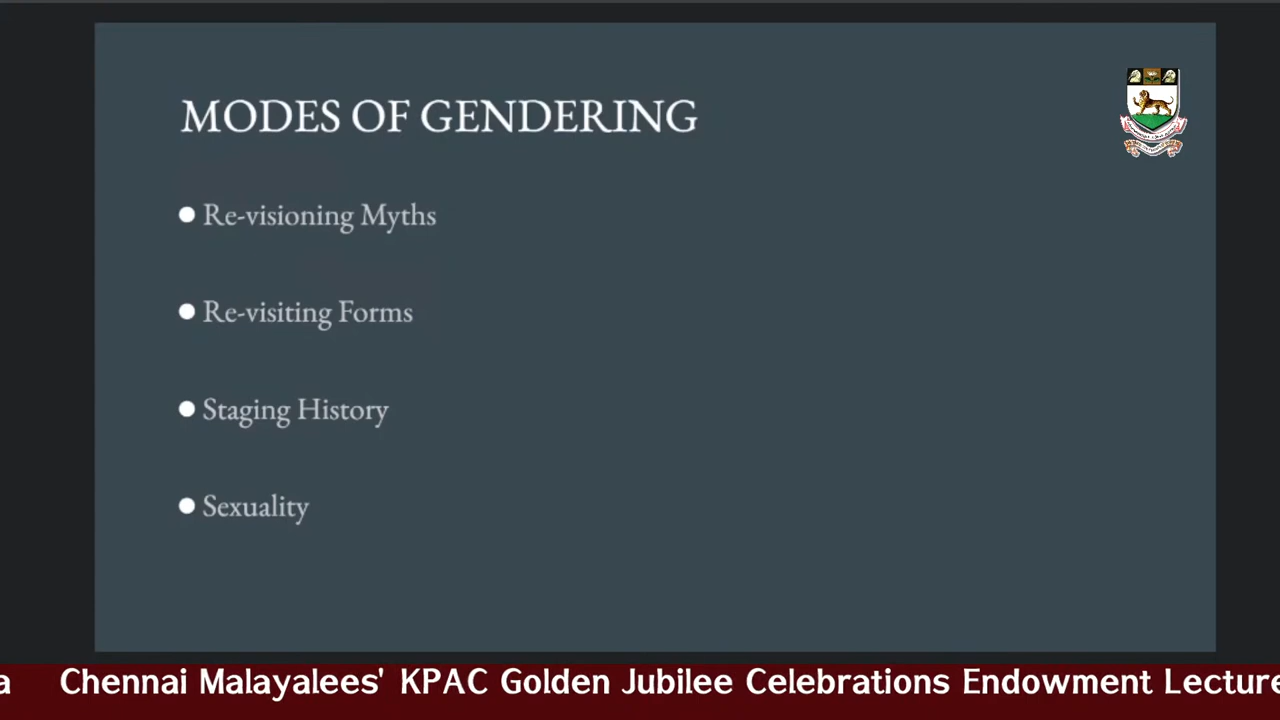 MODES OF GENDERING
● Re-visioning Myths
● Re-visiting Forms
● Staging History
● Sexuality
a Chennai Malayalees' KPAC Golden Jubilee Celebrations Endowment Lecture